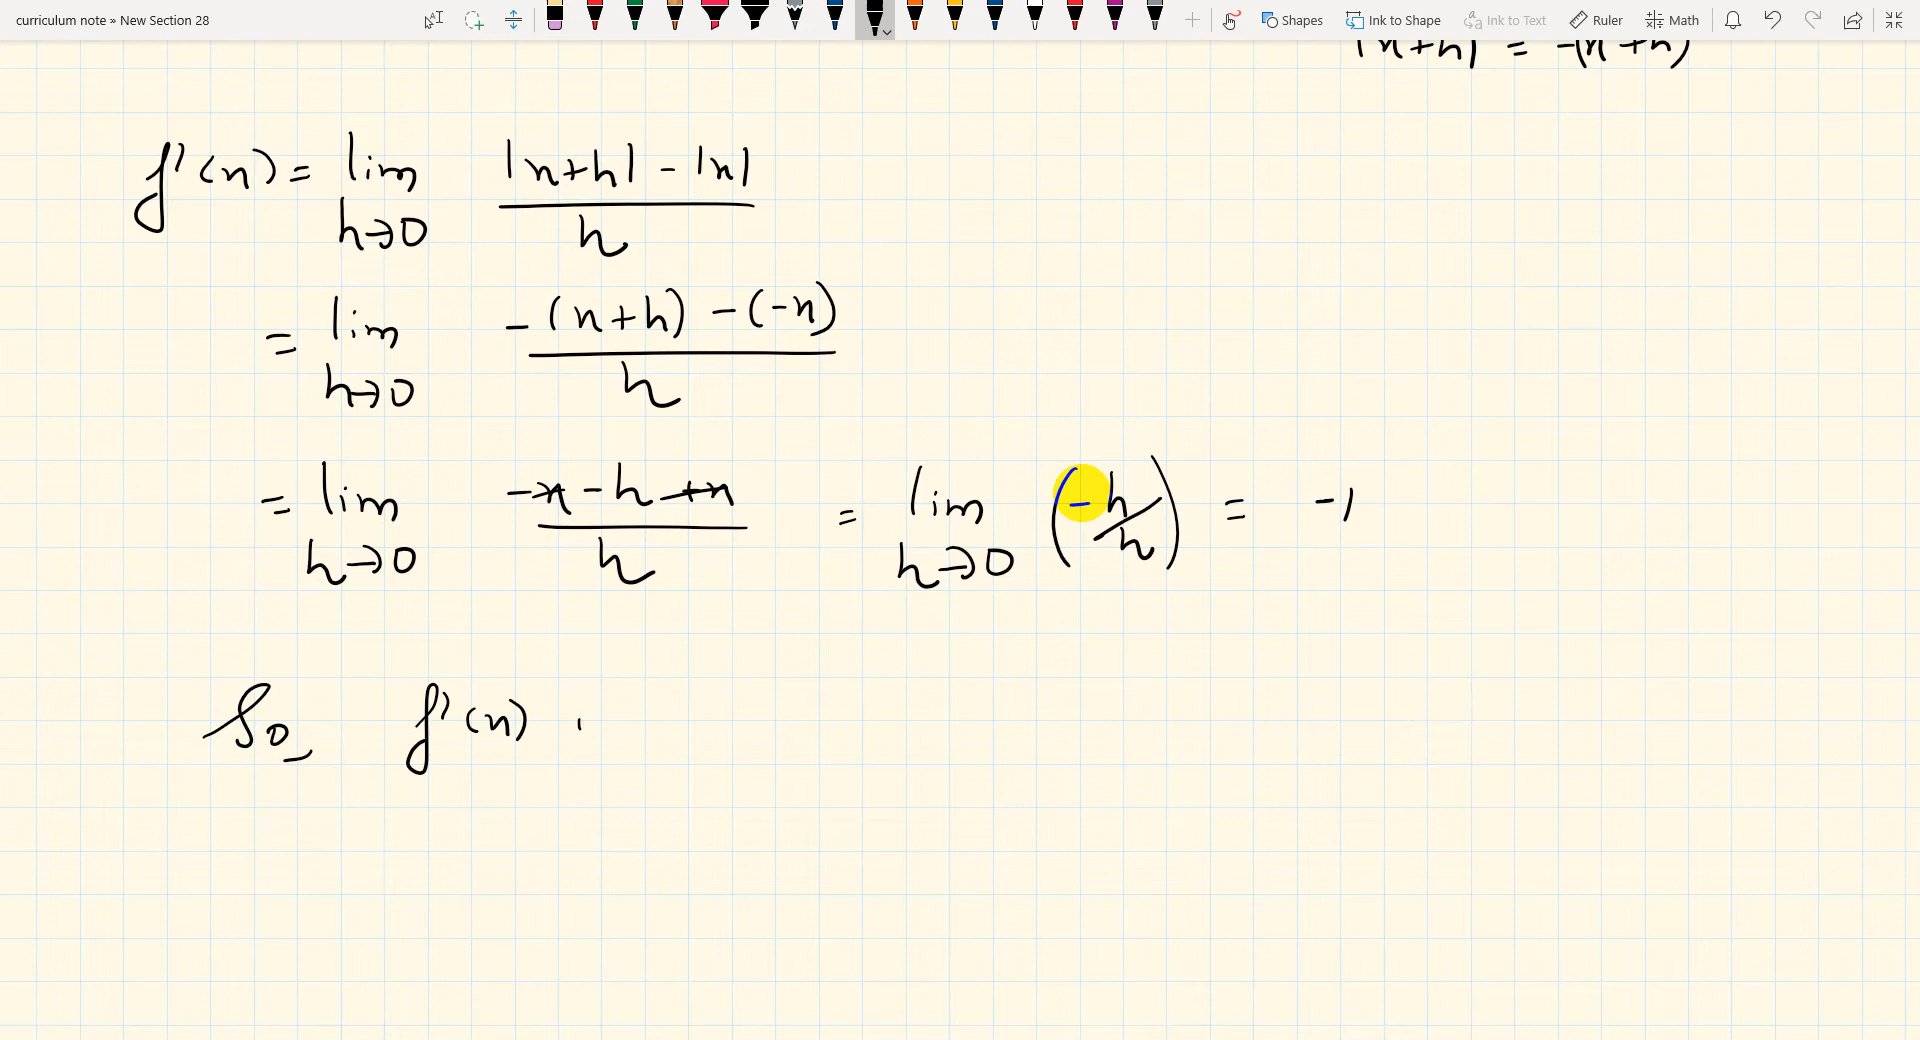 curriculum note » New Section 28
Shapes Ink to Shape Ink to Text Ruler Math
|x+h| = -(x+h)
f'(x) = lim h→0 |x+h| - |x| / h
= lim h→0 -(x+h) - (-x) / h
= lim h→0 -x - h + x / h = lim h→0 (-h/h) = -1
So f'(x)